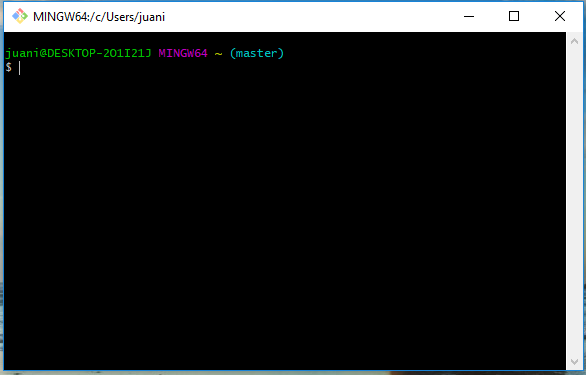 MINGW64:/c/Users/juani
juani@DESKTOP-2O1I21J MINGW64 ~ (master)
$